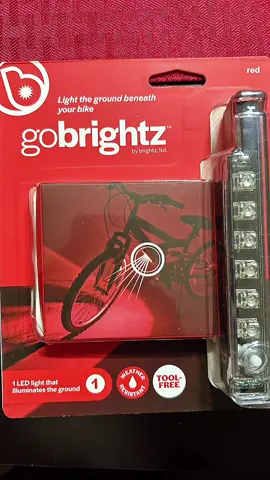 red
Light the ground beneath
your bike
gobrightz™
by brightz, ltd.
1 LED light that
illuminates the ground
1
WEATHER
RESISTANT
TOOL-
FREE